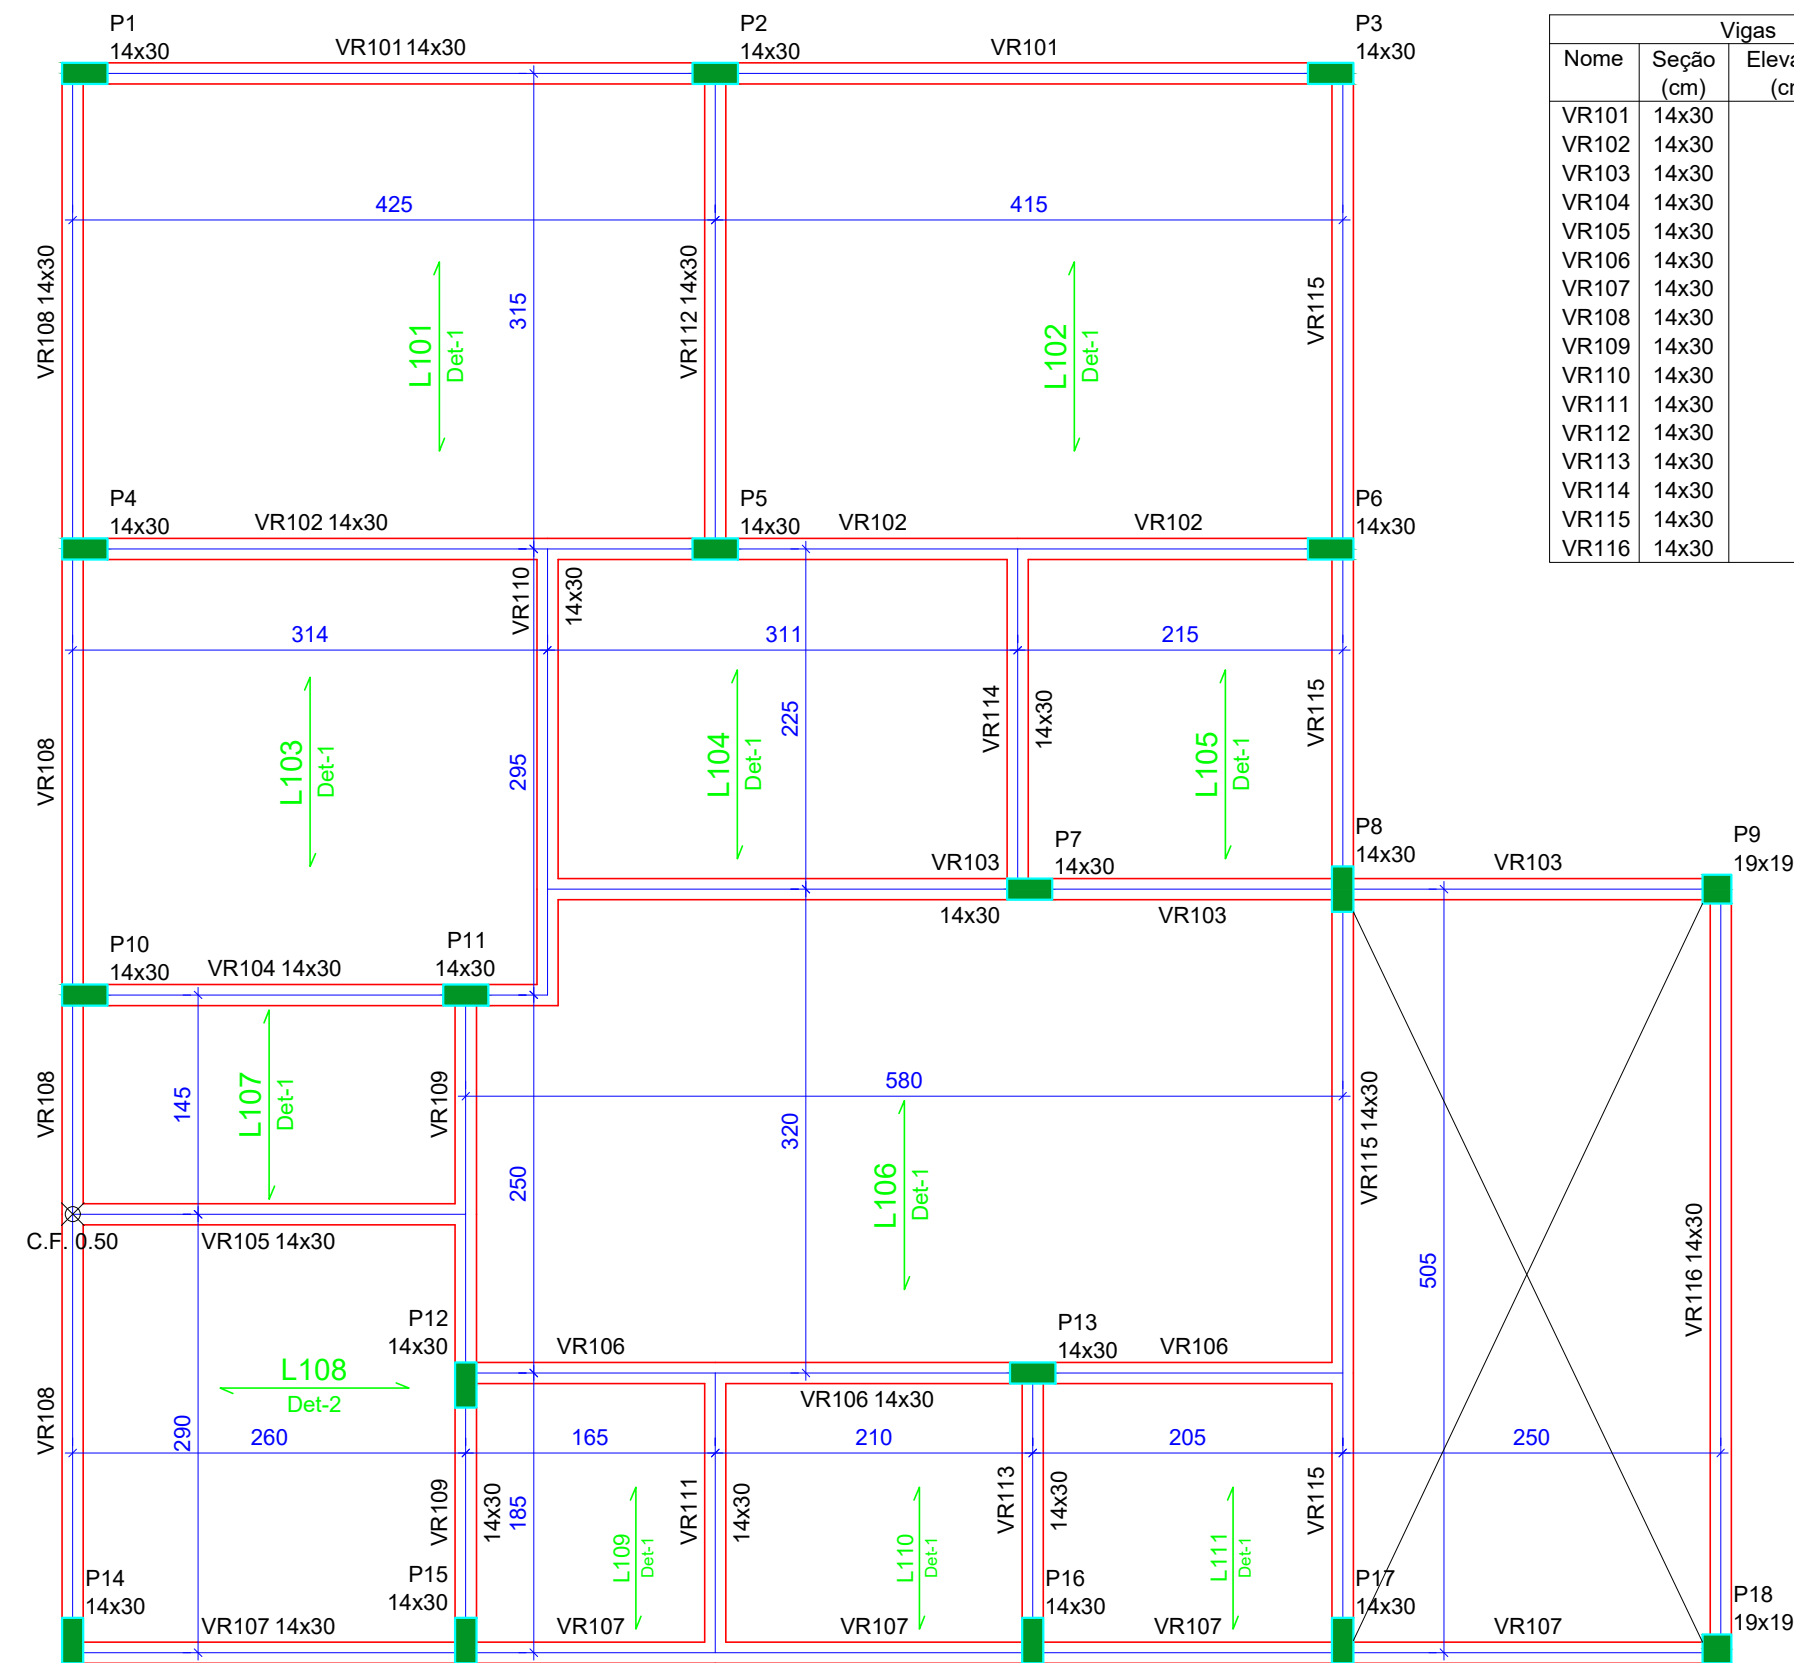 P1
14x30
VR101 14x30
P2
14x30
VR101
P3
14x30
Vigas
Nome
Seção
(cm)
VR101 14x30
VR102 14x30
VR103 14x30
VR104 14x30
VR105 14x30
VR106 14x30
VR107 14x30
VR108 14x30
VR109 14x30
VR110 14x30
VR111 14x30
VR112 14x30
VR113 14x30
VR114 14x30
VR115 14x30
VR116 14x30
425
415
VR108 14x30
L101
Det-1
315
VR112 14x30
L102
Det-1
VR115
P4
14x30
VR102 14x30
P5
14x30
VR102
VR102
P6
14x30
VR110
14x30
314
311
215
VR108
L103
Det-1
295
L104
Det-1
225
VR114
14x30
L105
Det-1
VR115
P7
14x30
VR103
14x30
VR103
P8
14x30
VR103
P9
19x19
P10
14x30
VR104 14x30
P11
14x30
VR108
145
L107
Det-1
VR109
250
580
320
L106
Det-1
VR115 14x30
C.F. 0.50
VR105 14x30
505
VR116 14x30
P12
14x30
VR106
P13
14x30
VR106
VR106 14x30
L108
Det-2
VR108
290
260
165
210
205
250
VR109
14x30
185
L109
Det-1
VR111
14x30
L110
Det-1
VR113
14x30
L111
Det-1
VR115
P14
14x30
VR107 14x30
P15
14x30
VR107
VR107
P16
14x30
VR107
P17
14x30
VR107
P18
19x19